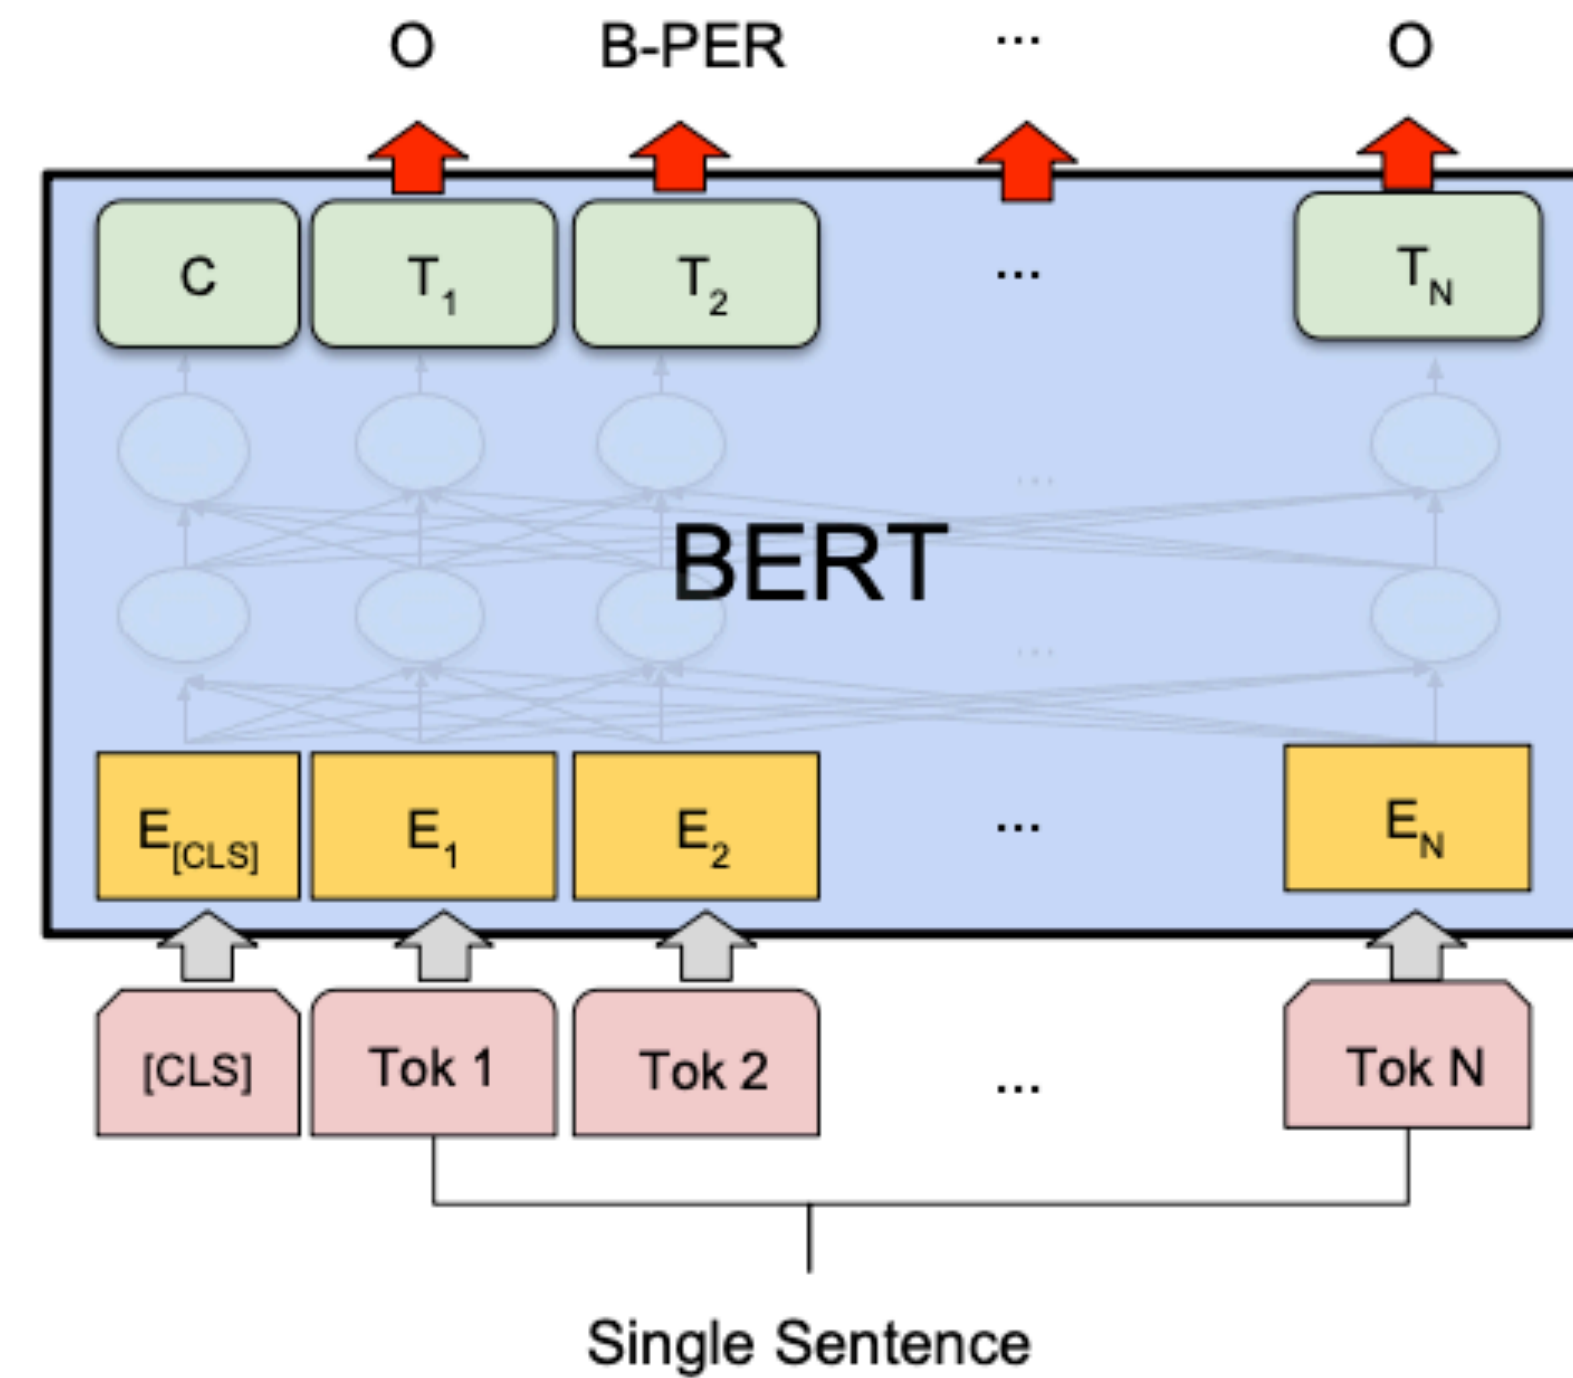 O B-PER ... O
C T1 T2 ... TN
...
BERT
...
E[CLS] E1 E2 ... EN
[CLS] Tok 1 Tok 2 ... Tok N
Single Sentence